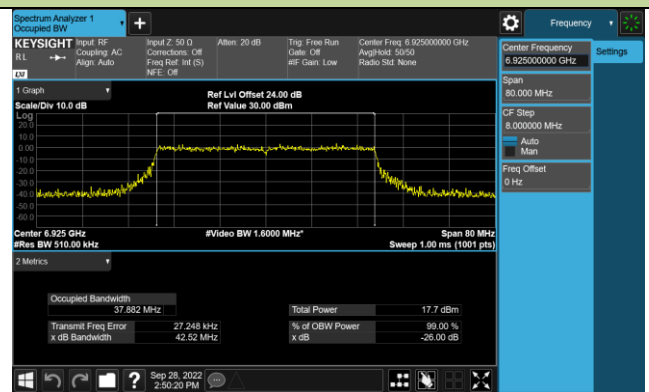 Spectrum Analyzer 1
Occupied BW
Frequency
KEYSIGHT
Input: RF
Input Z: 50 Ω
Atten: 20 dB
Trig: Free Run
Center Freq: 6.925000000 GHz
R L
Coupling: AC
Corrections: Off
Gate: Off
Avg|Hold: 50/50
Align: Auto
Freq Ref: Int (S)
#IF Gain: Low
Radio Std: None
NFE: Off
LW
Center Frequency
6.925000000 GHz
Settings
Span
80.000 MHz
CF Step
8.000000 MHz
Auto
Man
Freq Offset
0 Hz
1 Graph
Ref Lvl Offset 24.00 dB
Scale/Div 10.0 dB
Ref Value 30.00 dBm
Log
20.0
10.0
0.00
-10.0
-20.0
-30.0
-40.0
-50.0
-60.0
Center 6.925 GHz
#Video BW 1.6000 MHz*
Span 80 MHz
#Res BW 510.00 kHz
Sweep 1.00 ms (1001 pts)
2 Metrics
Occupied Bandwidth
37.882 MHz
Total Power
17.7 dBm
Transmit Freq Error
27.248 kHz
% of OBW Power
99.00 %
x dB Bandwidth
42.52 MHz
x dB
-26.00 dB
Sep 28, 2022
2:50:20 PM